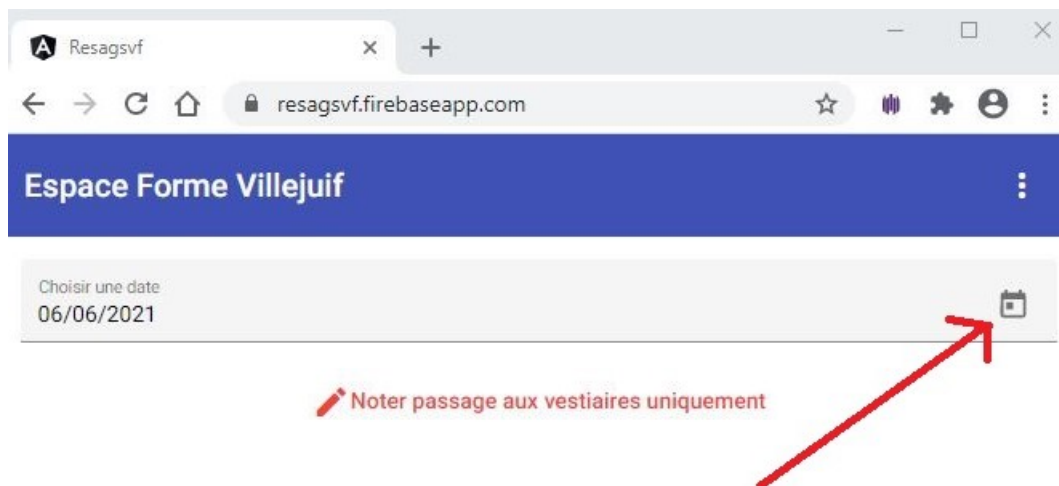 Resagsvf
resagsvf.firebaseapp.com
Espace Forme Villejuif
Choisir une date
06/06/2021
Noter passage aux vestiaires uniquement